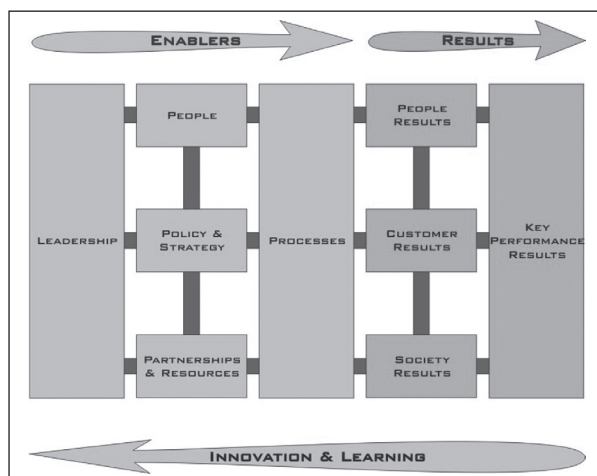 ENABLERS
RESULTS
LEADERSHIP
PEOPLE
POLICY &
STRATEGY
PARTNERSHIPS
& RESOURCES
PROCESSES
PEOPLE
RESULTS
CUSTOMER
RESULTS
SOCIETY
RESULTS
KEY
PERFORMANCE
RESULTS
INNOVATION & LEARNING